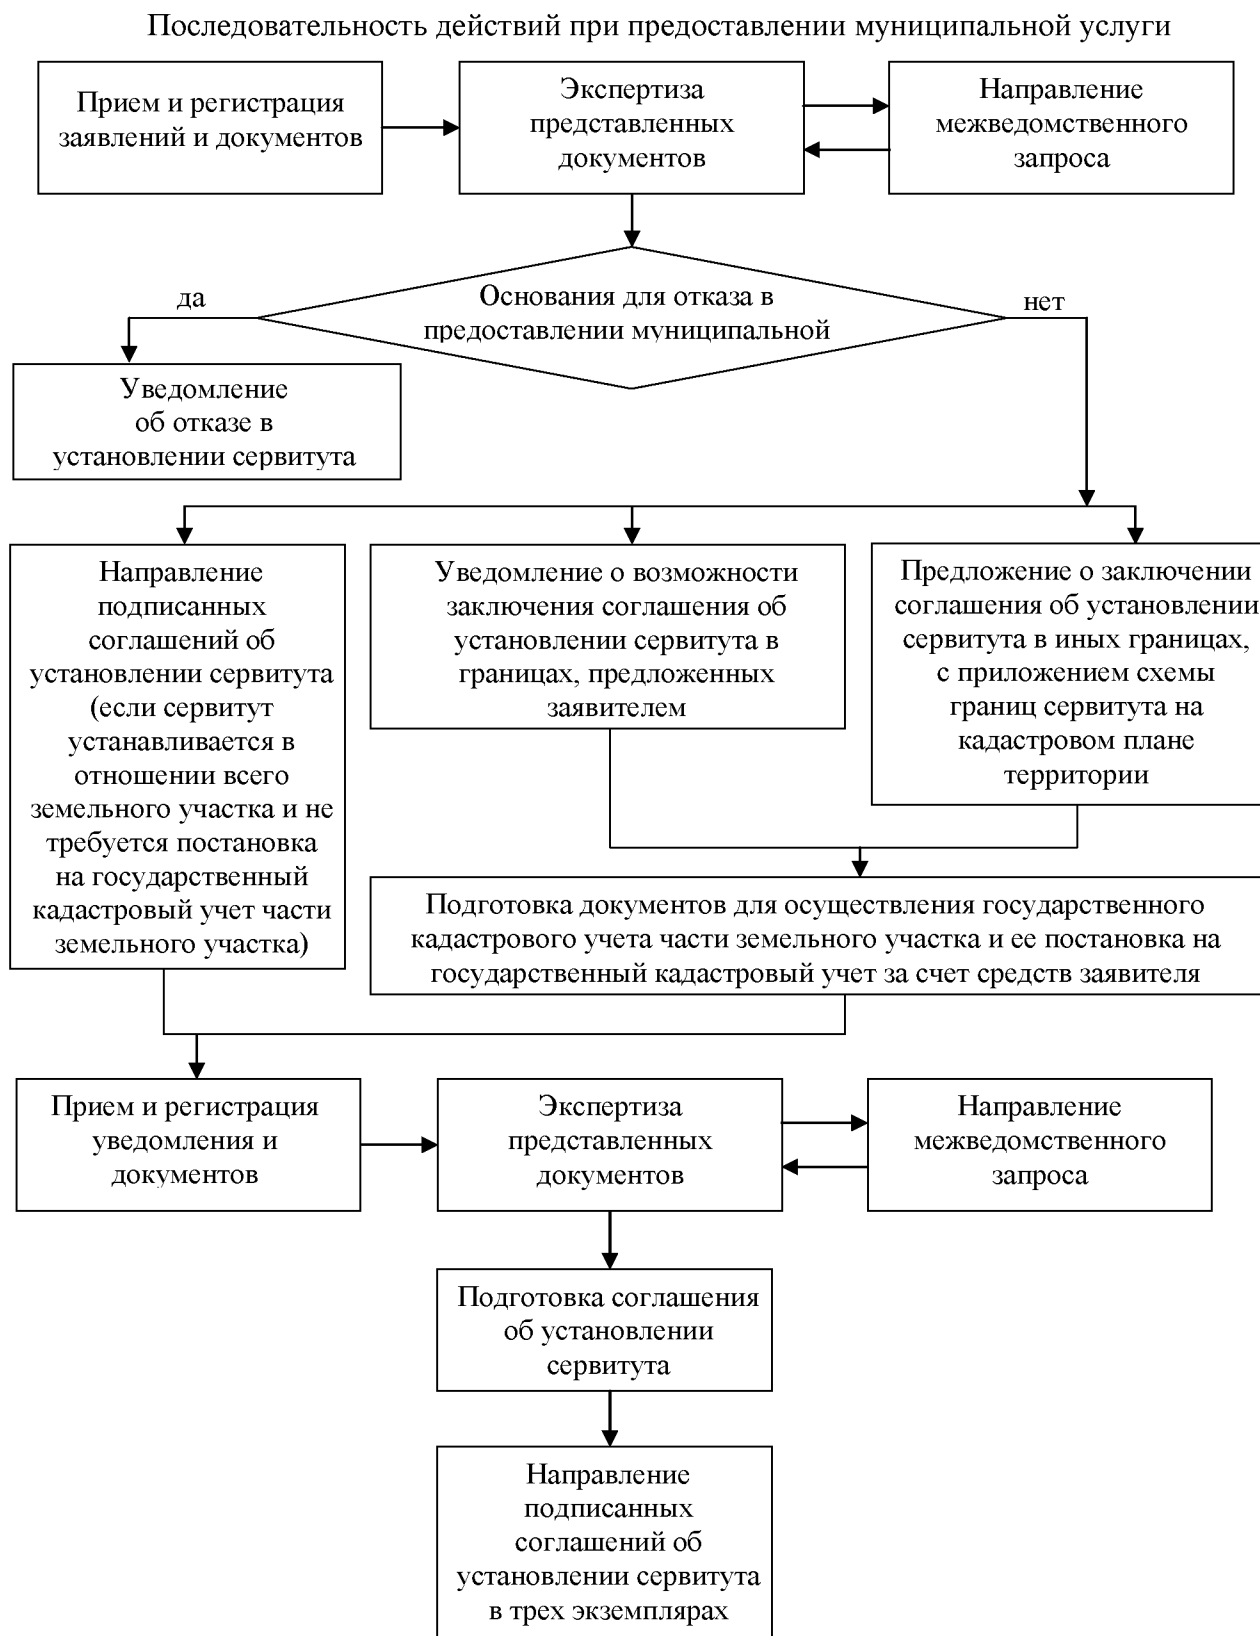 Последовательность действий при предоставлении муниципальной услуги
Прием и регистрация
заявлений и документов
Экспертиза
представленных
документов
Направление
межведомственного
запроса
Основания для отказа в
предоставлении муниципальной
да
нет
Уведомление
об отказе в
установлении сервитута
Направление
подписанных
соглашений об
установлении сервитута
(если сервитут
устанавливается в
отношении всего
земельного участка и не
требуется постановка
на государственный
кадастровый учет части
земельного участка)
Уведомление о возможности
заключения соглашения об
установлении сервитута в
границах, предложенных
заявителем
Предложение о заключении
соглашения об установлении
сервитута в иных границах,
с приложением схемы
границ сервитута на
кадастровом плане
территории
Подготовка документов для осуществления государственного
кадастрового учета части земельного участка и ее постановка на
государственный кадастровый учет за счет средств заявителя
Прием и регистрация
уведомления и
документов
Экспертиза
представленных
документов
Направление
межведомственного
запроса
Подготовка соглашения
об установлении
сервитута
Направление
подписанных
соглашений об
установлении сервитута
в трех экземплярах